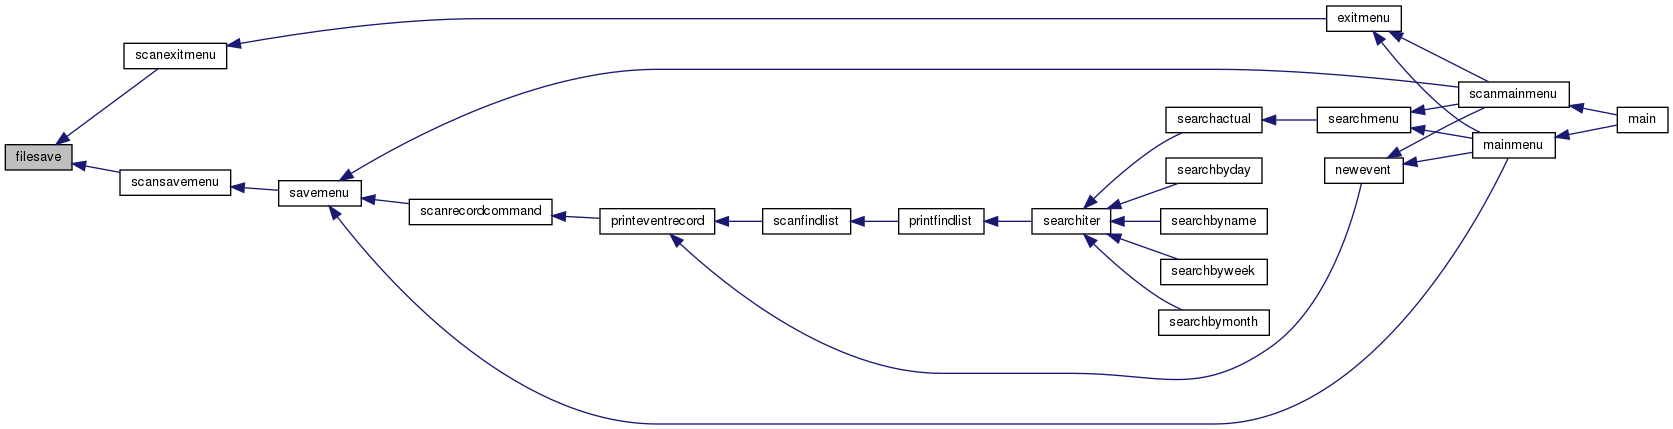 exitmenu
scanexitmenu
scanmainmenu
searchactual
searchmenu
main
mainmenu
filesave
searchbyday
newevent
scansavemenu
savemenu
scanrecordcommand
printeventrecord
scanfindlist
printfindlist
searchiter
searchbyname
searchbyweek
searchbymonth